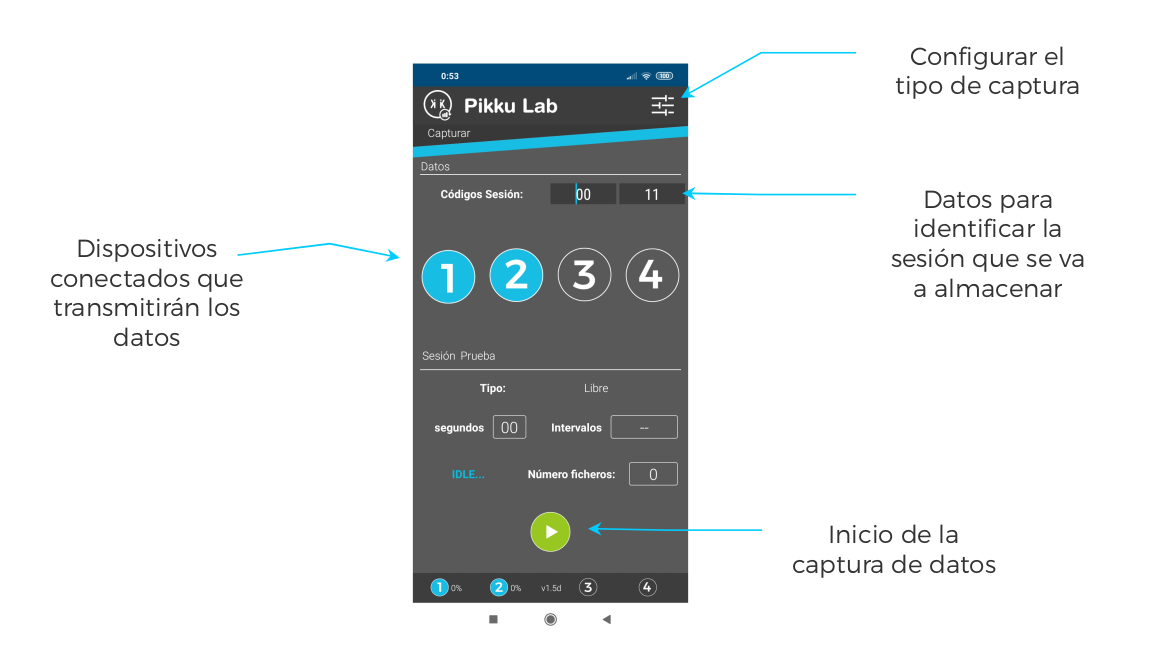 Configurar el
tipo de captura
0:53
100
Pikku Lab
Capturar
Datos
Códigos Sesión: 00 11
Datos para
identificar la
sesión que se va
a almacenar
Dispositivos
conectados que
transmitirán los
datos
1 2 3 4
Sesión Prueba
Tipo: Libre
segundos 00 Intervalos --
IDLE... Número ficheros: 0
Inicio de la
captura de datos
1 0% 2 0% v1.5d 3 4